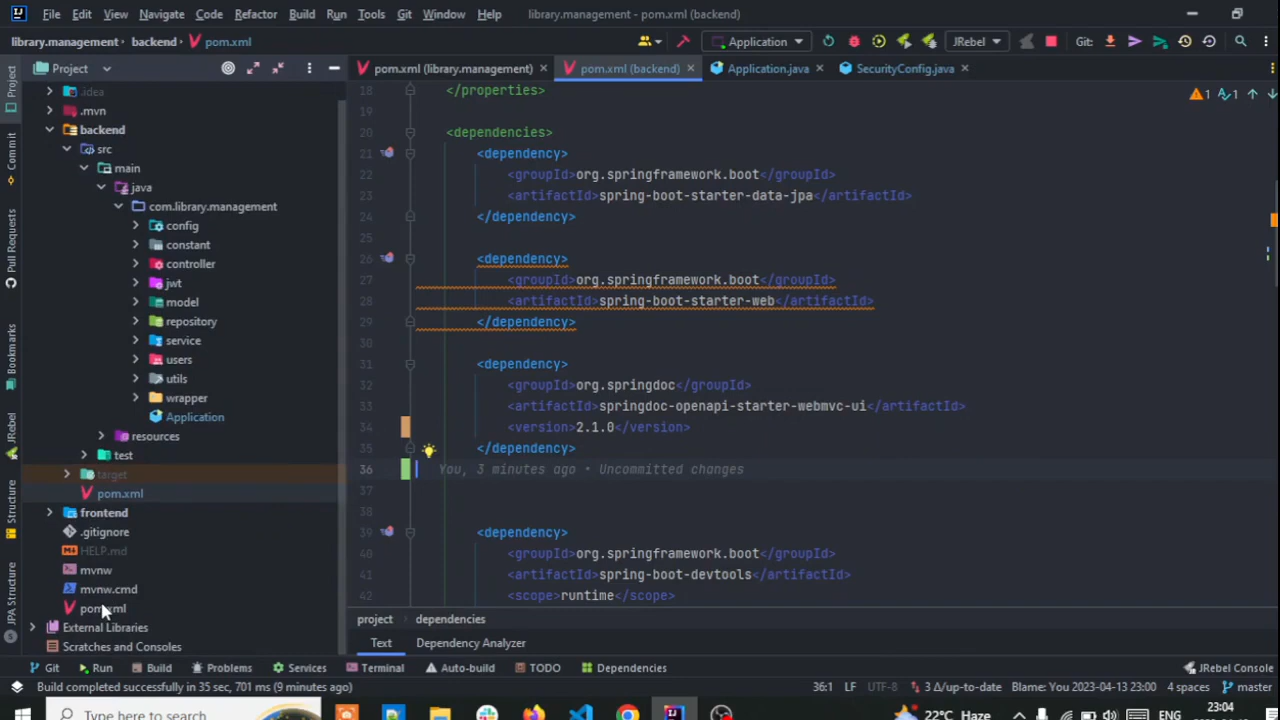 File Edit View Navigate Code Refactor Build Run Tools Git Window Help library.management - pom.xml (backend)
library.management backend pom.xml Application JRebel Git:
Project pom.xml (library.management) pom.xml (backend) Application.java SecurityConfig.java
Project
Commit
Pull Requests
Bookmarks
JRebel
Structure
JPA Structure
.idea
.mvn
backend
src
main
java
com.library.management
config
constant
controller
jwt
model
repository
service
users
utils
wrapper
Application
resources
test
target
pom.xml
frontend
.gitignore
HELP.md
mvnw
mvnw.cmd
pom.xml
External Libraries
Scratches and Consoles
1 1
18 </properties>
19
20 <dependencies>
21 <dependency>
22 <groupId>org.springframework.boot</groupId>
23 <artifactId>spring-boot-starter-data-jpa</artifactId>
24 </dependency>
25
26 <dependency>
27 <groupId>org.springframework.boot</groupId>
28 <artifactId>spring-boot-starter-web</artifactId>
29 </dependency>
30
31 <dependency>
32 <groupId>org.springdoc</groupId>
33 <artifactId>springdoc-openapi-starter-webmvc-ui</artifactId>
34 <version>2.1.0</version>
35 </dependency>
36 You, 3 minutes ago • Uncommitted changes
37
38
39 <dependency>
40 <groupId>org.springframework.boot</groupId>
41 <artifactId>spring-boot-devtools</artifactId>
42 <scope>runtime</scope>
project dependencies
Text Dependency Analyzer
Git Run Build Problems Services Terminal Auto-build TODO Dependencies JRebel Console
Build completed successfully in 35 sec, 701 ms (9 minutes ago) 36:1 LF UTF-8 3 Δ/up-to-date Blame: You 2023-04-13 23:00 4 spaces master
Type here to search 22°C Haze ENG 23:04